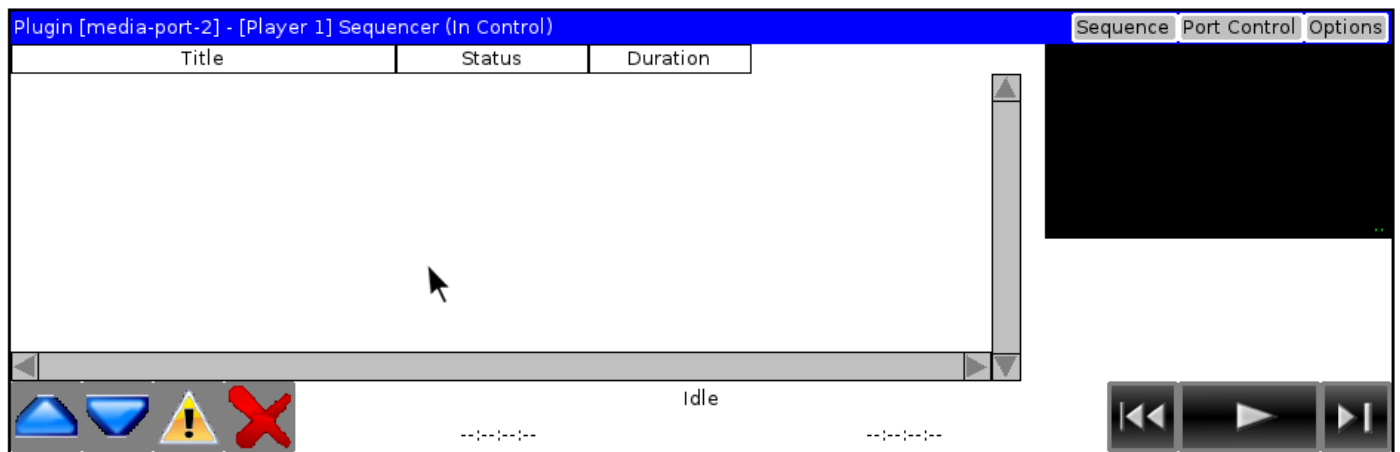 Plugin [media-port-2] - [Player 1] Sequencer (In Control) Sequence Port Control Options
Title Status Duration
Idle
--:--:--:-- --:--:--:--